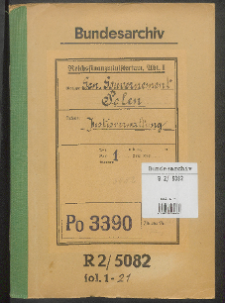 Bundesarchiv
Reichsfinanzministerium, Abt. I
Gen. Gouvernement
Polen
Justizverwaltung
1
Bundesarchiv
R 2/ 5082
Po 3390
R 2/5082
fol. 1 - 21